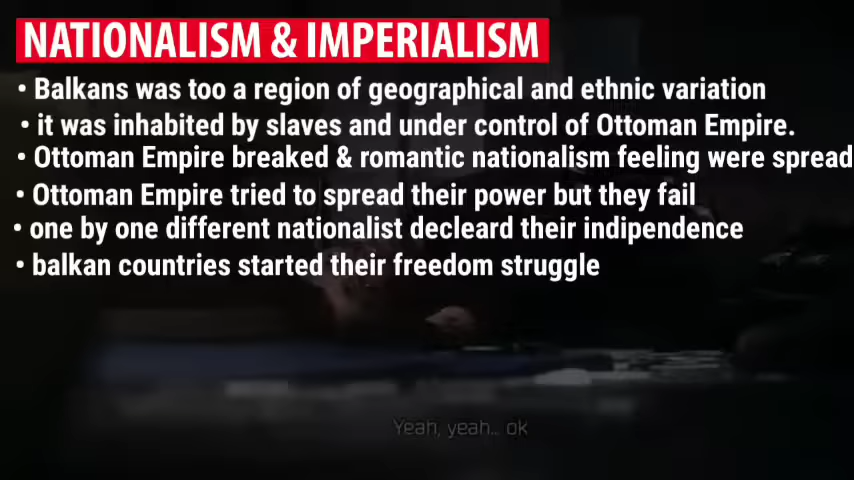 NATIONALISM & IMPERIALISM
• Balkans was too a region of geographical and ethnic variation
• it was inhabited by slaves and under control of Ottoman Empire.
• Ottoman Empire breaked & romantic nationalism feeling were spread
• Ottoman Empire tried to spread their power but they fail
• one by one different nationalist decleard their indipendence
• balkan countries started their freedom struggle
Yeah, yeah... ok